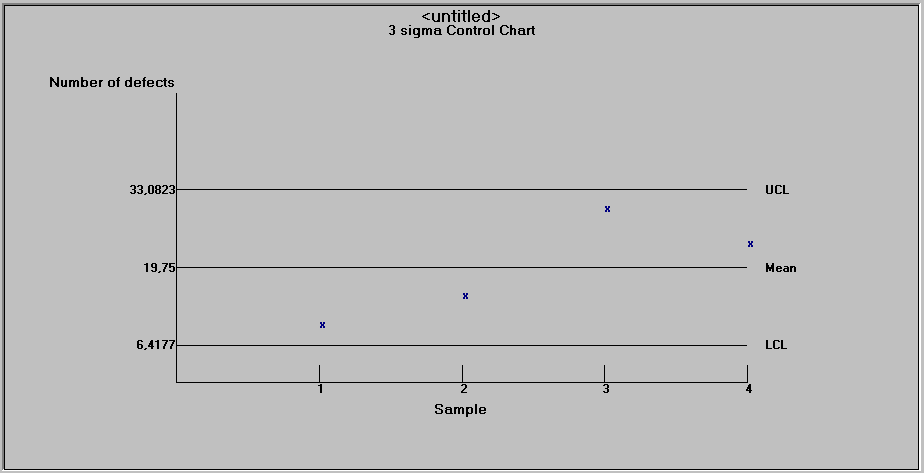 <untitled>
3 sigma Control Chart
Number of defects
33,0823 UCL
19,75 Mean
6,4177 LCL
1 2 3 4
Sample